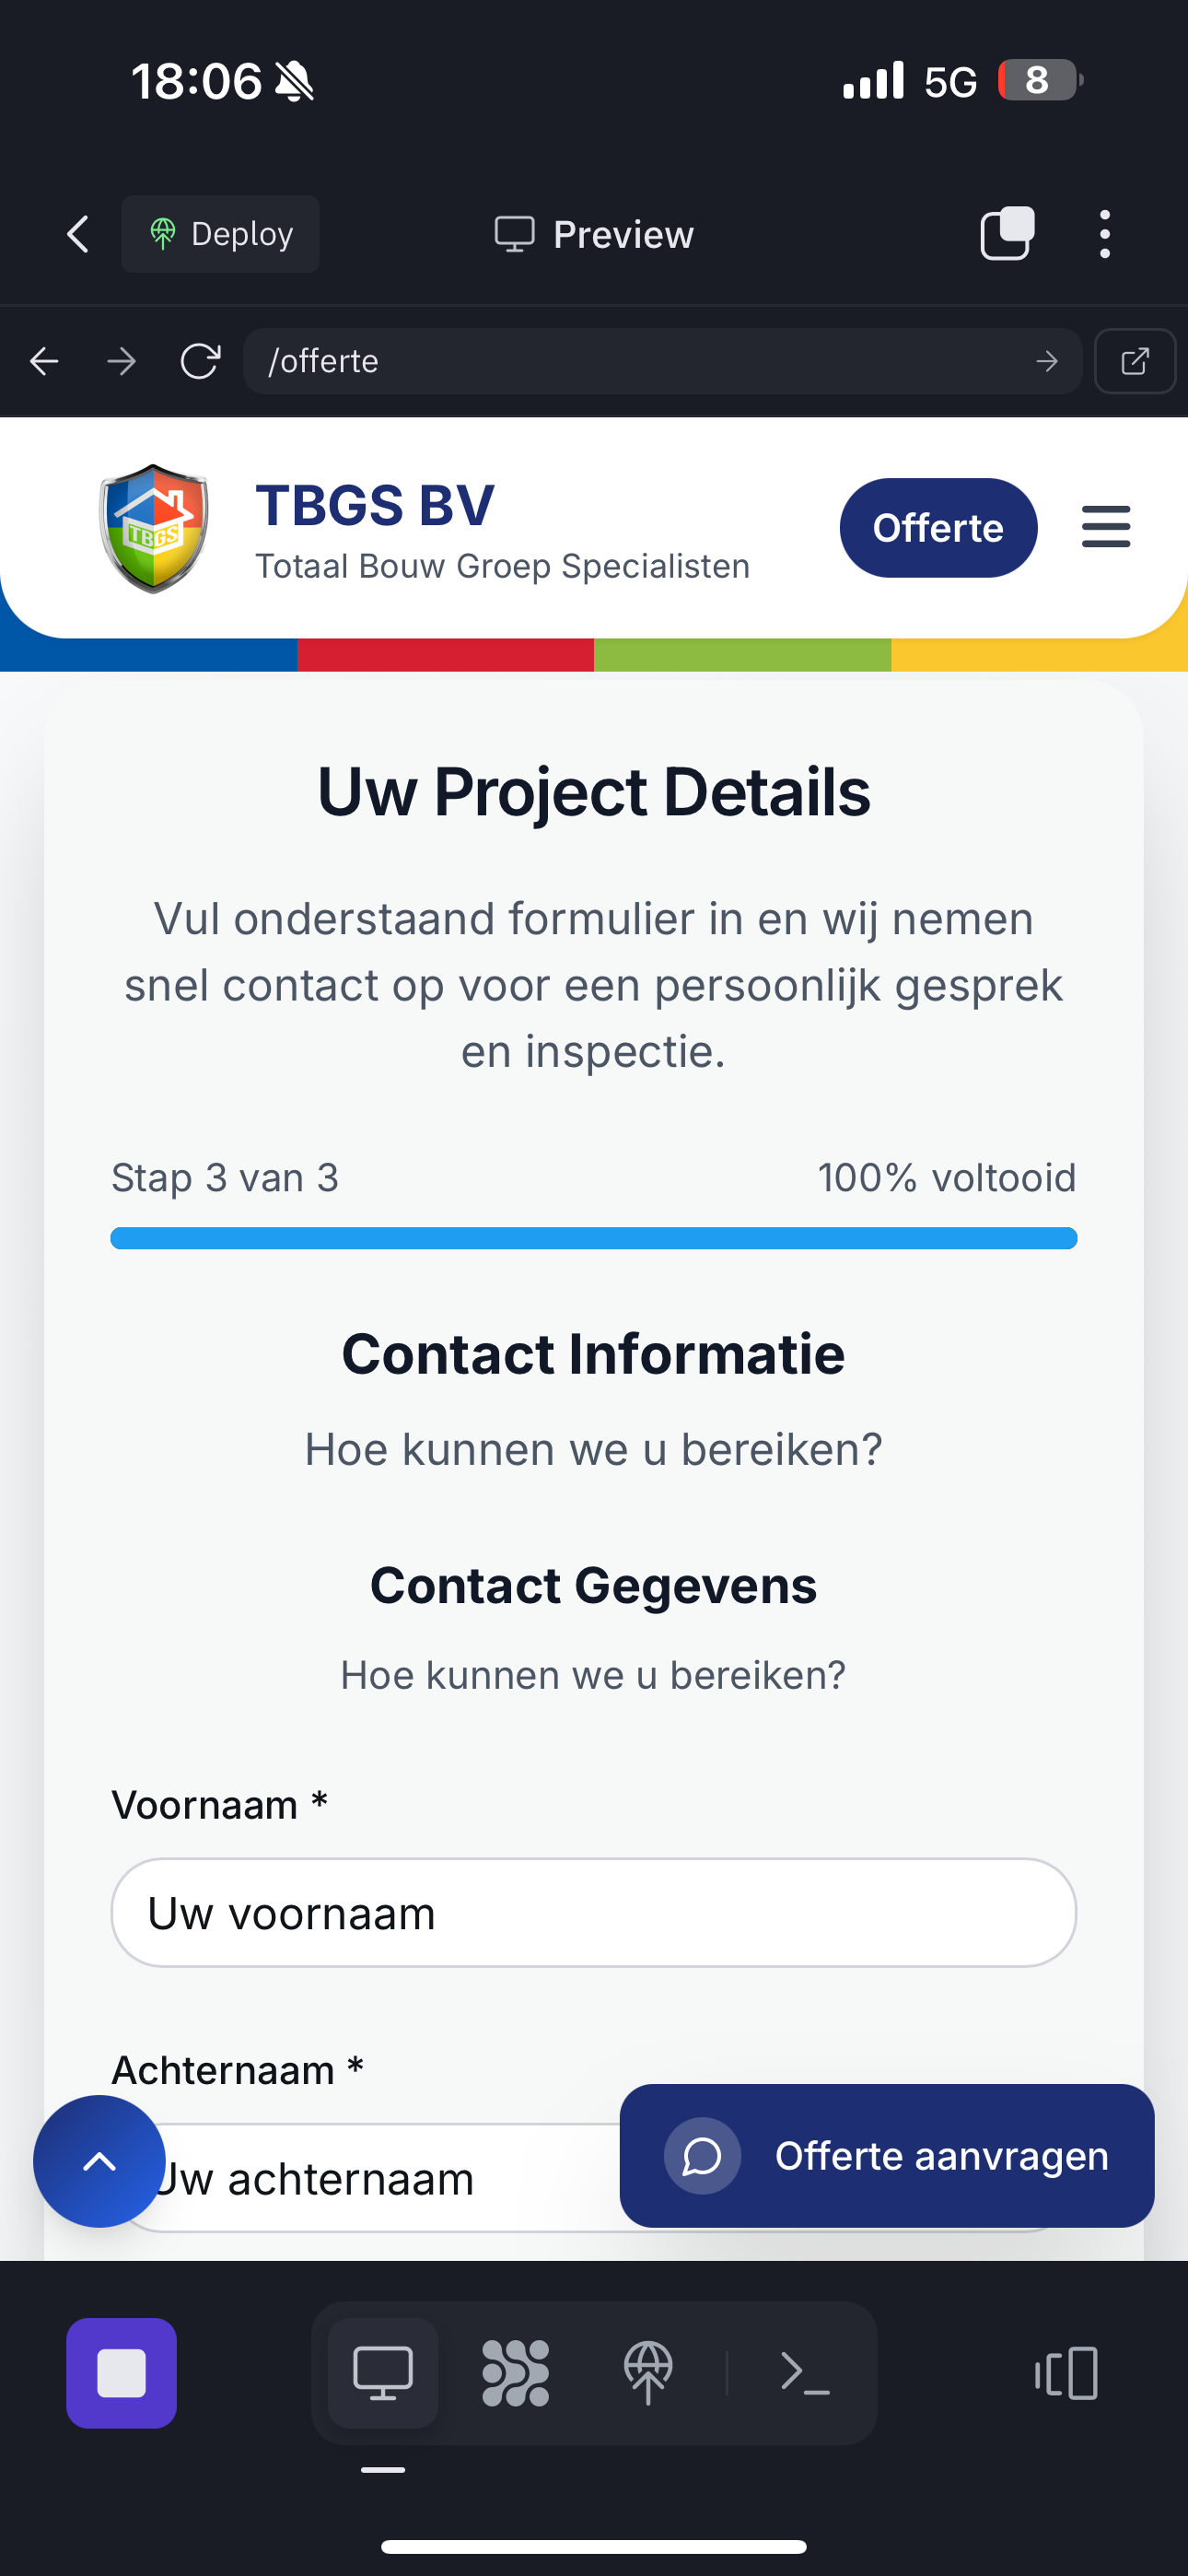 18:06
5G
8
Deploy
Preview
/offerte
TBGS
TBGS BV
Totaal Bouw Groep Specialisten
Offerte
Uw Project Details
Vul onderstaand formulier in en wij nemen
snel contact op voor een persoonlijk gesprek
en inspectie.
Stap 3 van 3
100% voltooid
Contact Informatie
Hoe kunnen we u bereiken?
Contact Gegevens
Hoe kunnen we u bereiken?
Voornaam *
Uw voornaam
Achternaam *
Uw achternaam
Offerte aanvragen